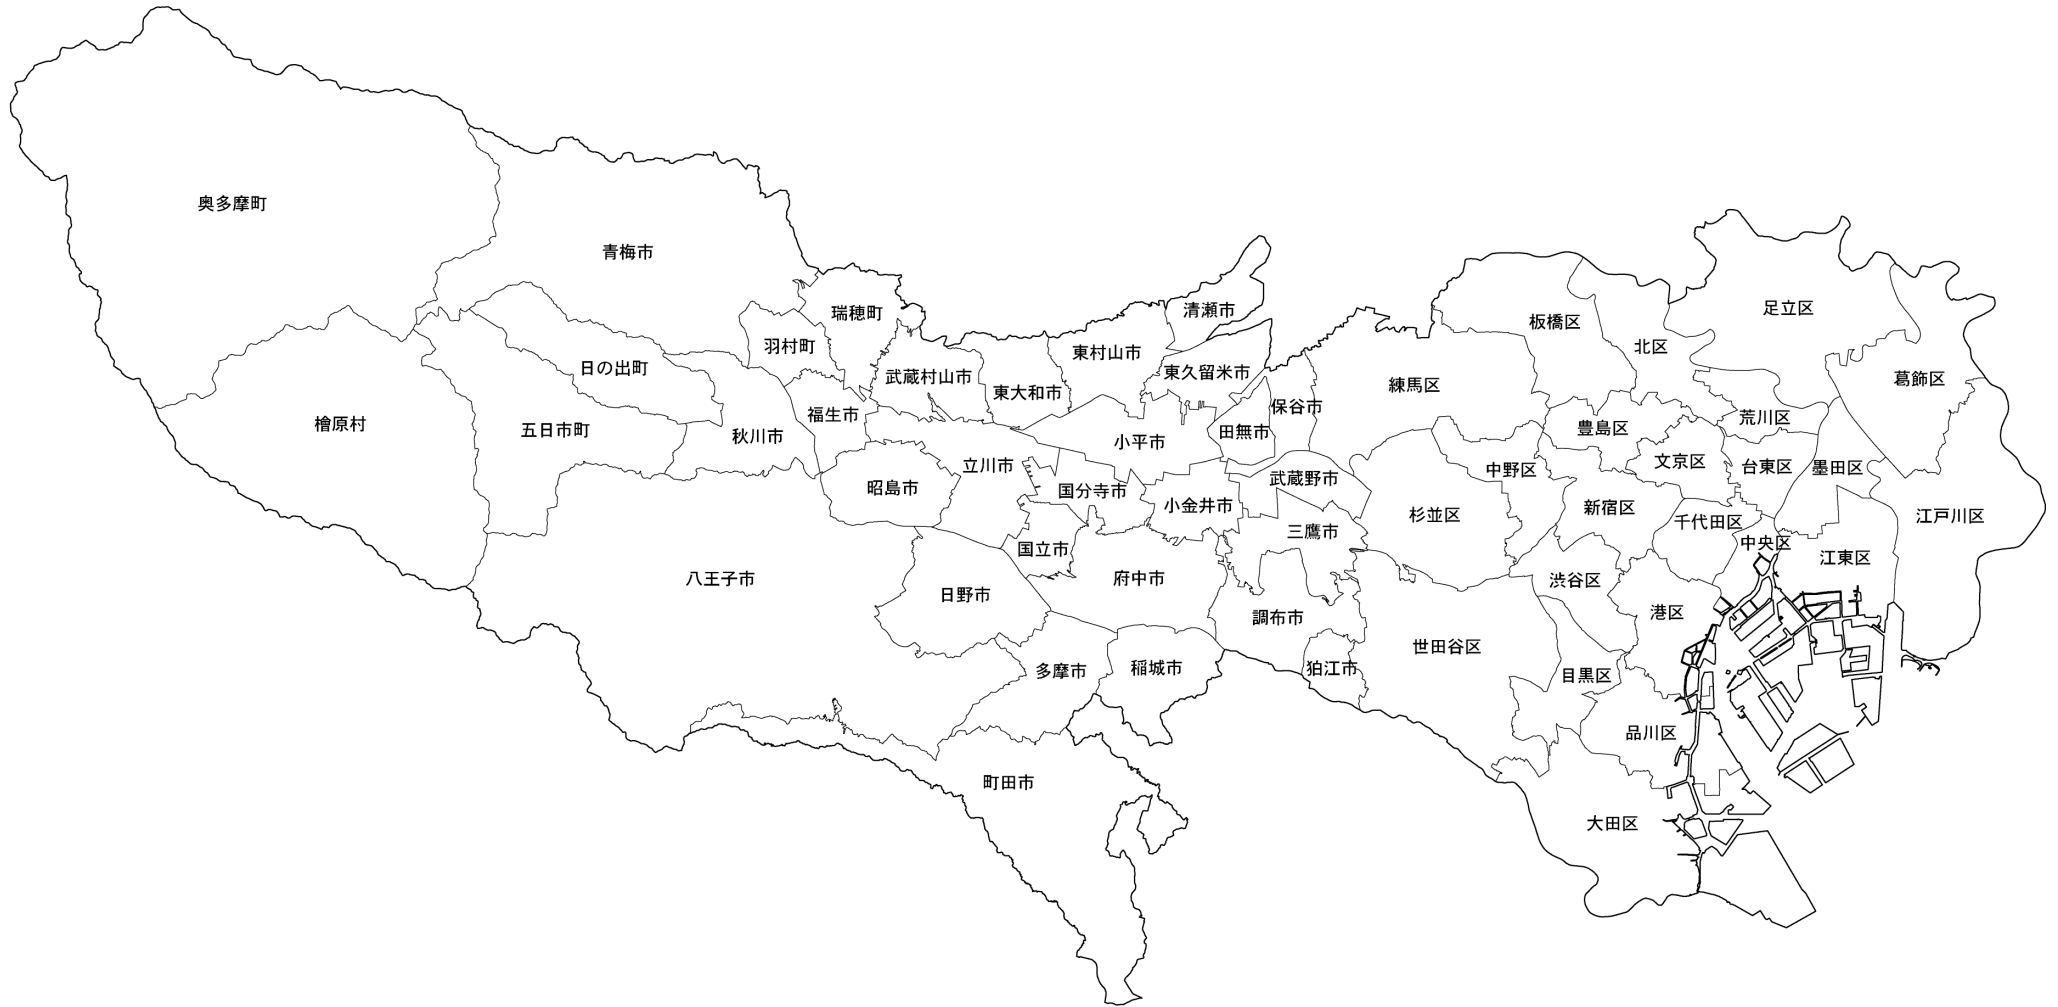 奥多摩町
青梅市
瑞穂町
羽村町
日の出町
武蔵村山市
東大和市
東村山市
清瀬市
東久留米市
保谷市
田無市
小平市
福生市
秋川市
五日市町
檜原村
立川市
昭島市
国分寺市
小金井市
武蔵野市
三鷹市
国立市
府中市
調布市
狛江市
八王子市
日野市
多摩市
稲城市
町田市
板橋区
北区
足立区
葛飾区
練馬区
豊島区
荒川区
文京区
台東区
墨田区
中野区
杉並区
新宿区
千代田区
中央区
江東区
江戸川区
渋谷区
港区
世田谷区
目黒区
品川区
大田区